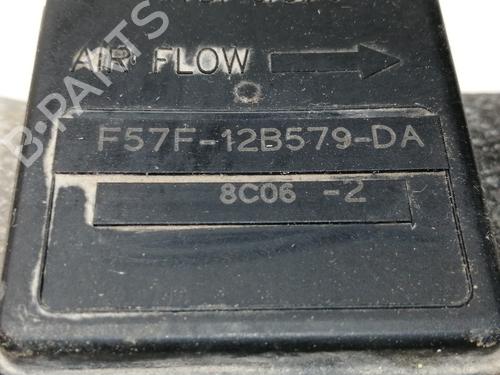 AIR FLOW
F57F-12B579-DA
8C06 -2
B-PARTS